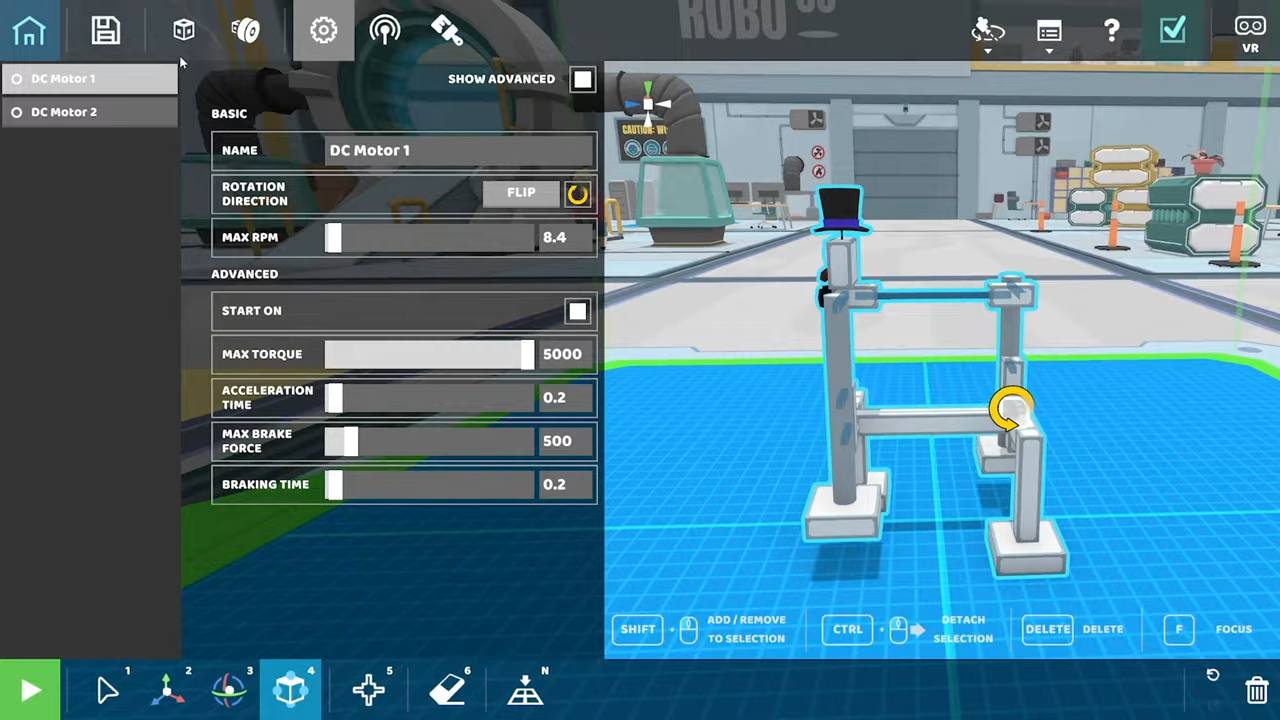 ROBO
VR
DC Motor 1
DC Motor 2
SHOW ADVANCED
BASIC
NAME
DC Motor 1
ROTATION
DIRECTION
FLIP
MAX RPM
8.4
ADVANCED
START ON
MAX TORQUE
5000
ACCELERATION
TIME
0.2
MAX BRAKE
FORCE
500
BRAKING TIME
0.2
SHIFT
+
ADD / REMOVE
TO SELECTION
CTRL
+
DETACH
SELECTION
DELETE
DELETE
F
FOCUS
1
2
3
4
5
6
N